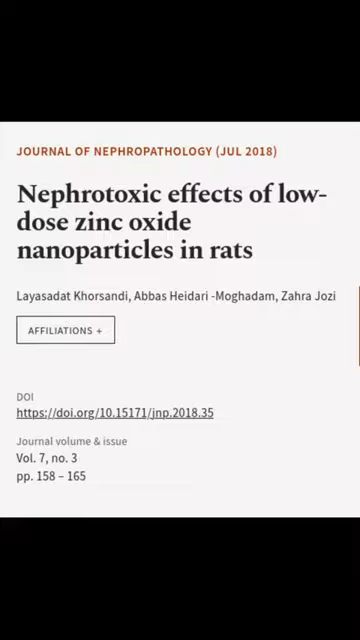 JOURNAL OF NEPHROPATHOLOGY (JUL 2018)
Nephrotoxic effects of low-
dose zinc oxide
nanoparticles in rats
Layasadat Khorsandi, Abbas Heidari -Moghadam, Zahra Jozi
AFFILIATIONS +
DOI
https://doi.org/10.15171/jnp.2018.35
Journal volume & issue
Vol. 7, no. 3
pp. 158 – 165